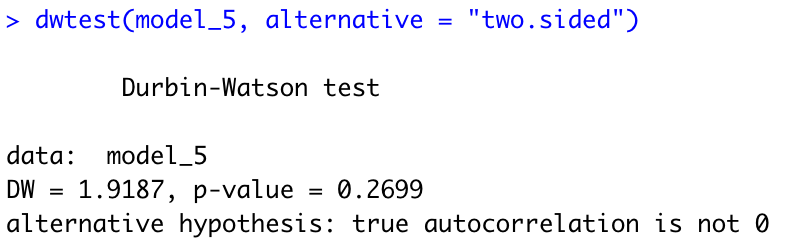 > dwtest(model_5, alternative = "two.sided")
Durbin-Watson test
data:  model_5
DW = 1.9187, p-value = 0.2699
alternative hypothesis: true autocorrelation is not 0